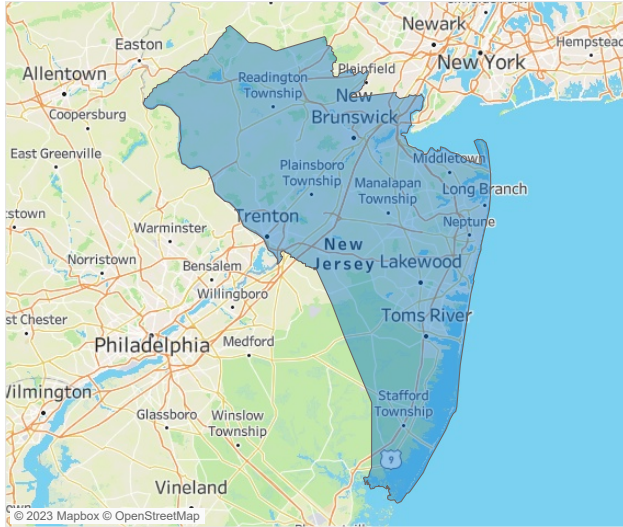 Newark
Easton
Hempstead
New York
Plainfield
Allentown
Readington
Township
New
Brunswick
Coopersburg
East Greenville
Middletown
Plainsboro
Township
Manalapan
Township
Long Branch
Trenton
Neptune
Warminster
New
Jersey
Norristown
Bensalem
Lakewood
Willingboro
Toms River
st Chester
Philadelphia
Medford
Wilmington
Stafford
Township
Glassboro
Winslow
Township
9
Vineland
© 2023 Mapbox © OpenStreetMap